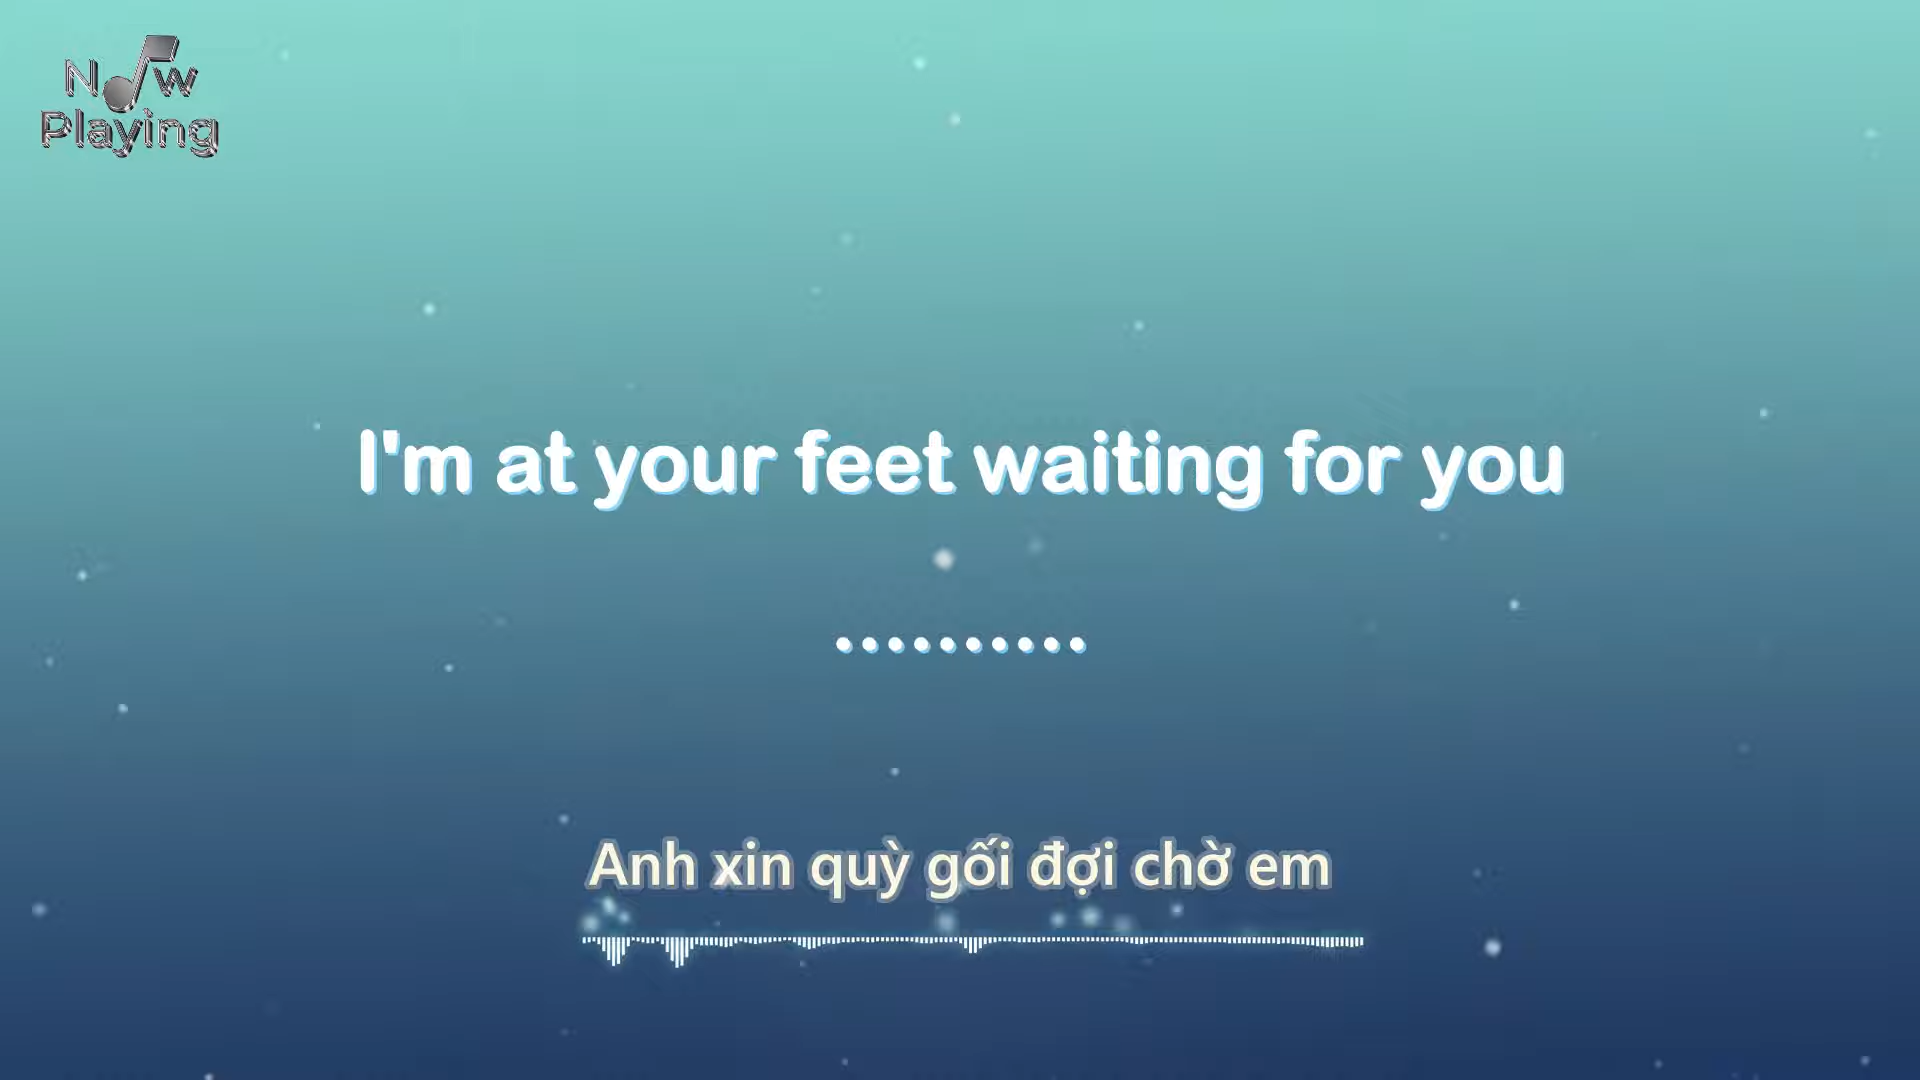 Now
Playing
I'm at your feet waiting for you
..........
Anh xin quỳ gối đợi chờ em